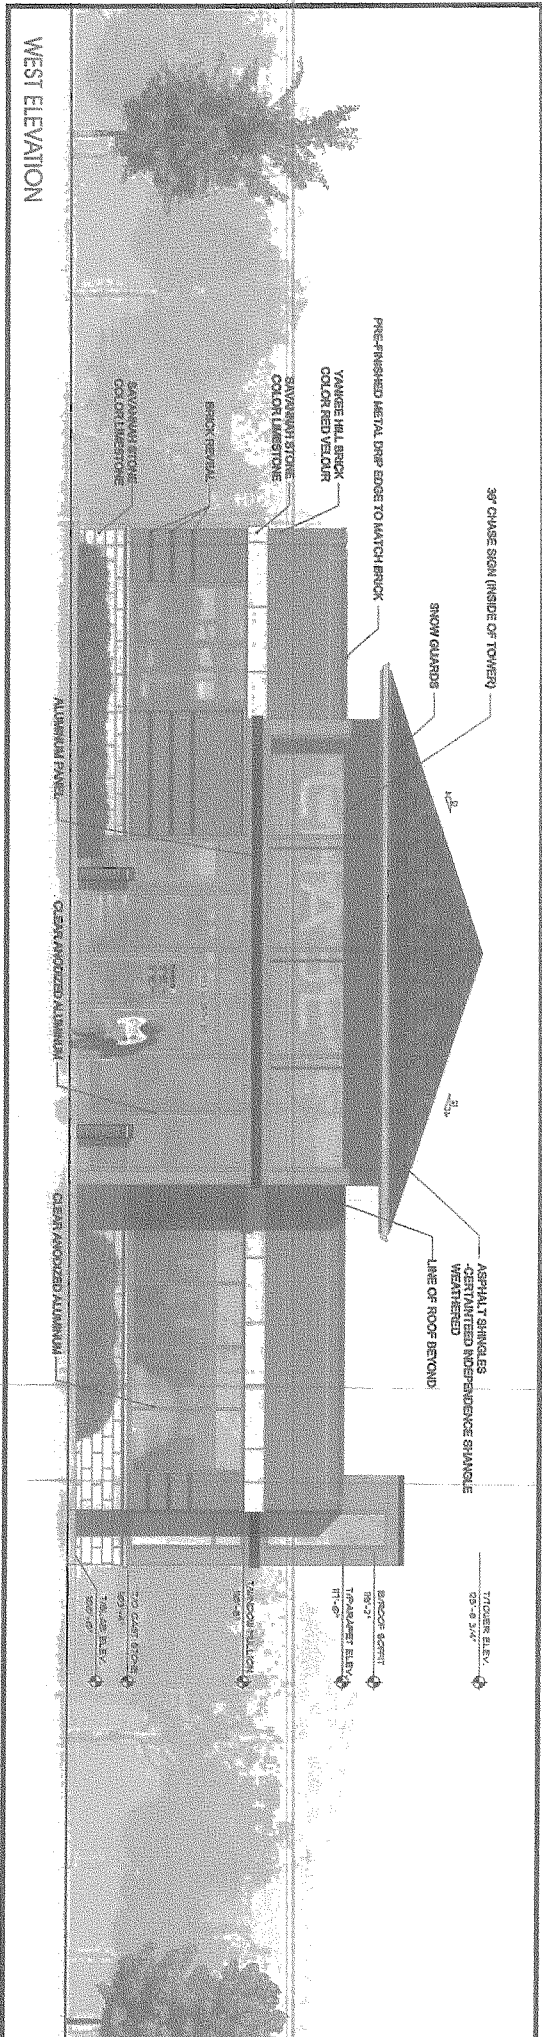 36" CHASE SIGN (INSIDE OF TOWER)
SNOW GUARDS
PRE-FINISHED METAL DRIP EDGE TO MATCH BRICK
YANKEE HILL BRICK
COLOR RED VELOUR
SAVANNAH STONE
COLOR LIMESTONE
BRICK REVEAL
SAVANNAH STONE
COLOR LIMESTONE
ASPHALT SHINGLES
-CERTAINTEED INDEPENDENCE SHANGLE
WEATHERED
LINE OF ROOF BEYOND
T/TOWER ELEV.
B/ROOF SOFFIT
T/PARAPET ELEV.
T/WINDOW MULLION
T/O CAST STONE
T/SLAB ELEV.
ALUMINUM PANEL
CLEAR ANODIZED ALUMINUM
CLEAR ANODIZED ALUMINUM
WEST ELEVATION